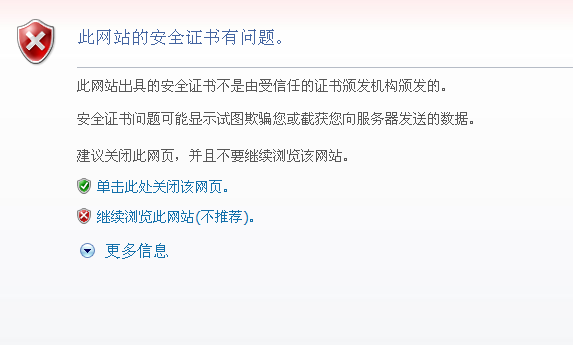 此网站的安全证书有问题。
此网站出具的安全证书不是由受信任的证书颁发机构颁发的。
安全证书问题可能显示试图欺骗您或截获您向服务器发送的数据。
建议关闭此网页，并且不要继续浏览该网站。
单击此处关闭该网页。
继续浏览此网站(不推荐)。
更多信息